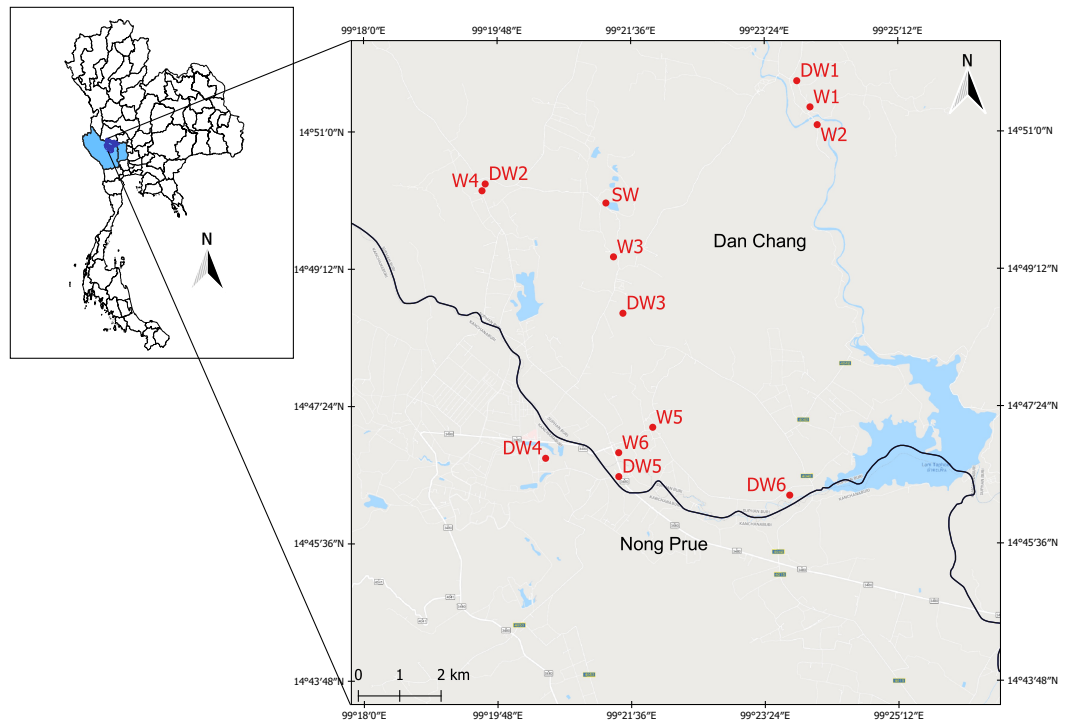 99°18′0″E 99°19′48″E 99°21′36″E 99°23′24″E 99°25′12″E
N
DW1
W1
14°51′0″N 14°51′0″N
W2
W4 DW2
SW
Dan Chang
N
W3
14°49′12″N 14°49′12″N
DW3
14°47′24″N 14°47′24″N
W5
W6
DW4
DW5
DW6
14°45′36″N 14°45′36″N
Nong Prue
0 1 2 km
14°43′48″N 14°43′48″N
99°18′0″E 99°19′48″E 99°21′36″E 99°23′24″E 99°25′12″E